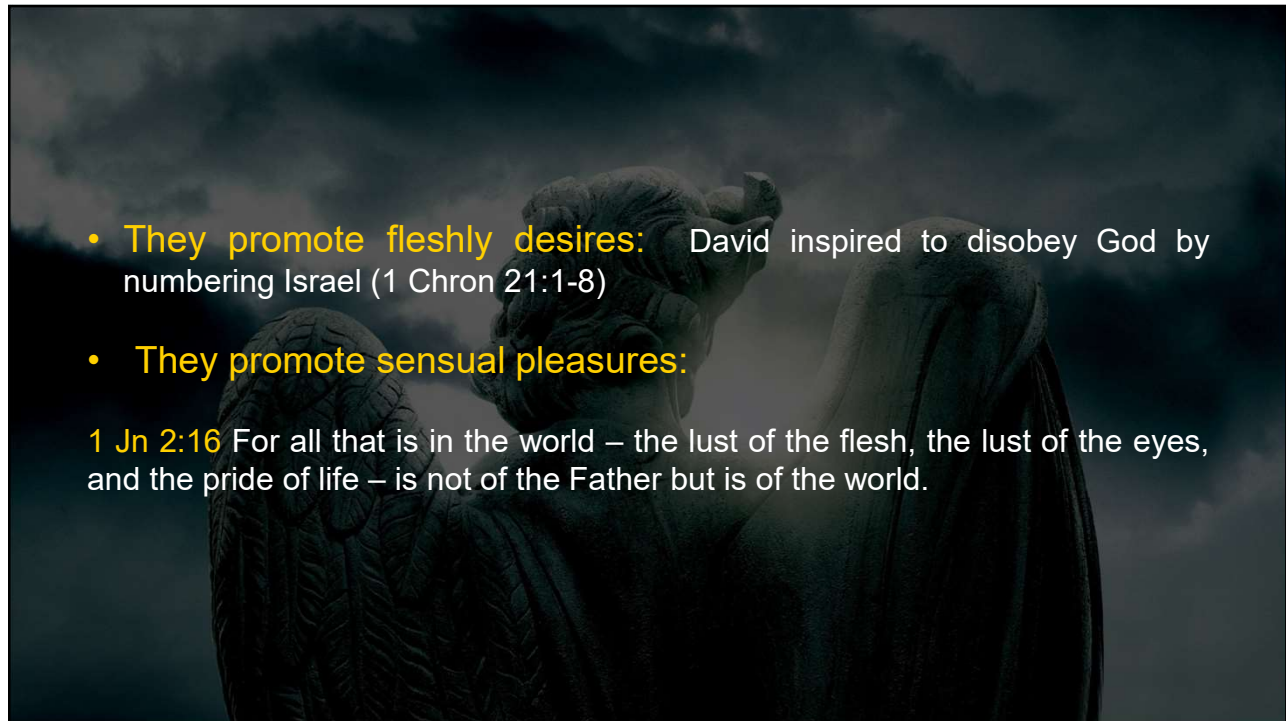 • They promote fleshly desires: David inspired to disobey God by
numbering Israel (1 Chron 21:1-8)
• They promote sensual pleasures:
1 Jn 2:16 For all that is in the world – the lust of the flesh, the lust of the eyes,
and the pride of life – is not of the Father but is of the world.